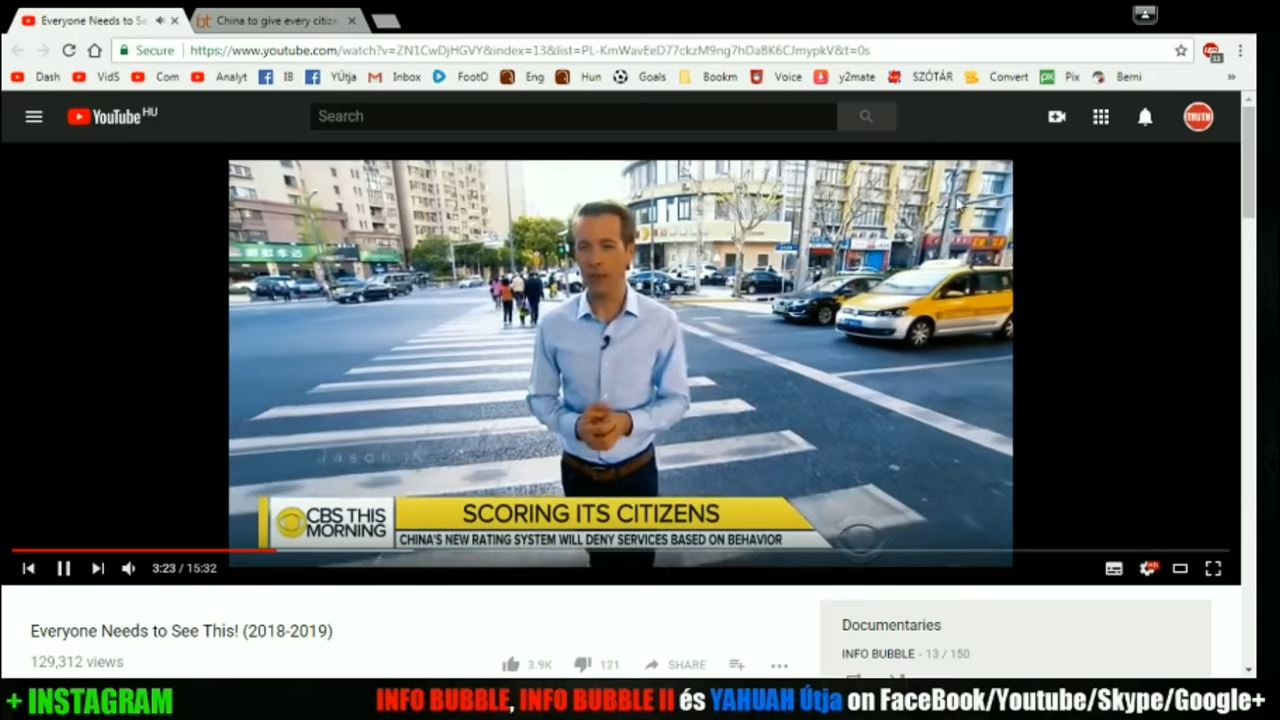 Everyone Needs to Se
China to give every citize
Secure
https://www.youtube.com/watch?v=ZN1CwDjHGVY&index=13&list=PL-KmWavEeD77ckzM9ng7hDaBK6CJmypkV&t=0s
Dash VidS Com Analyt IB YÚtja Inbox FootO Eng Hun Goals Bookm Voice y2mate SZÓTÁR Convert Pix Berni »
YouTube HU
Search
TRUTH
Jason
CBS THIS MORNING
SCORING ITS CITIZENS
CHINA'S NEW RATING SYSTEM WILL DENY SERVICES BASED ON BEHAVIOR
3:23 / 15:32
HD
Everyone Needs to See This! (2018-2019)
129,312 views
3.9K 121 SHARE
Documentaries
INFO BUBBLE - 13 / 150
+ INSTAGRAM
INFO BUBBLE, INFO BUBBLE II és YAHUAH Útja on FaceBook/Youtube/Skype/Google+